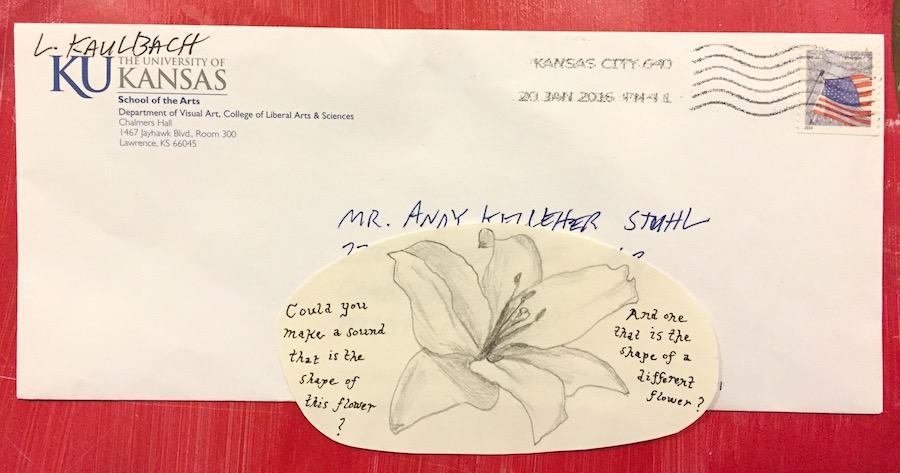 L. KAULBACH
KU THE UNIVERSITY OF
KANSAS
School of the Arts
Department of Visual Art, College of Liberal Arts & Sciences
Chalmers Hall
1467 Jayhawk Blvd., Room 300
Lawrence, KS 66045
KANSAS CITY 640
20 JAN 2016 PM 4 L
MR. ANDY KELLEHER STUHL
Could you
make a sound
that is the
shape of
this flower
?
And one
that is the
shape of a
different
flower?